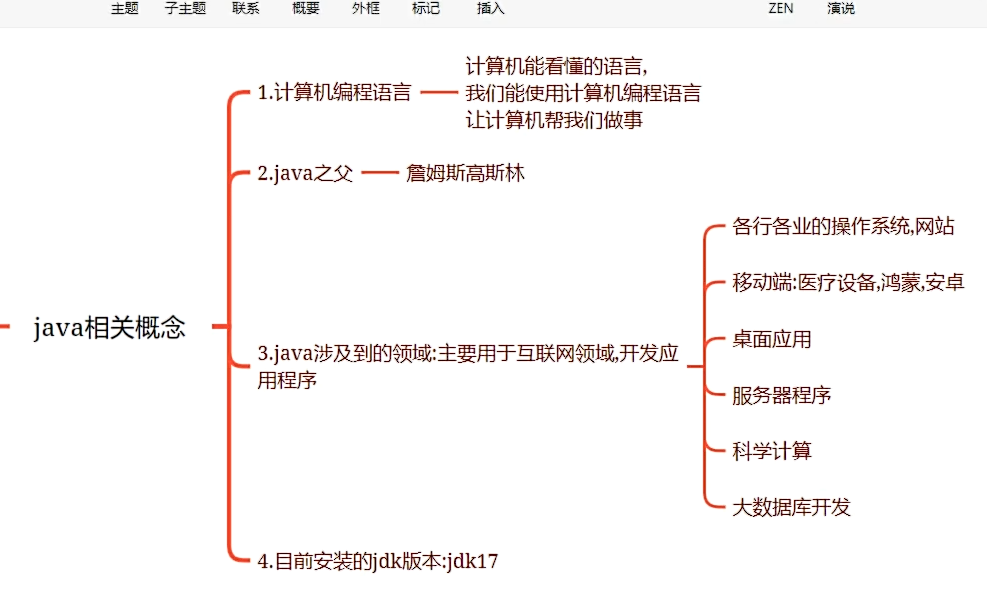 主题 子主题 联系 概要 外框 标记 插入 ZEN 演说
java相关概念
1.计算机编程语言
计算机能看懂的语言,
我们能使用计算机编程语言
让计算机帮我们做事
2.java之父
詹姆斯高斯林
3.java涉及到的领域:主要用于互联网领域,开发应
用程序
各行各业的操作系统,网站
移动端:医疗设备,鸿蒙,安卓
桌面应用
服务器程序
科学计算
大数据库开发
4.目前安装的jdk版本:jdk17